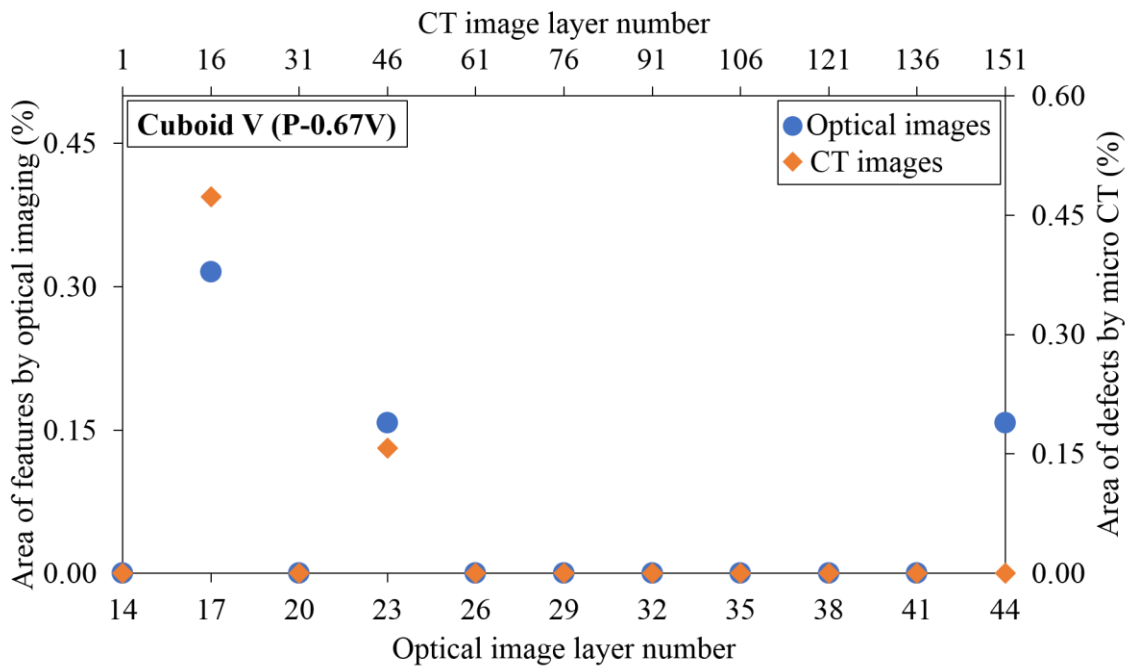 CT image layer number
1 16 31 46 61 76 91 106 121 136 151
Cuboid V (P-0.67V)
Optical images
CT images
Area of features by optical imaging (%)
0.45
0.30
0.15
0.00
0.60
0.45
0.30
0.15
0.00
Area of defects by micro CT (%)
14 17 20 23 26 29 32 35 38 41 44
Optical image layer number